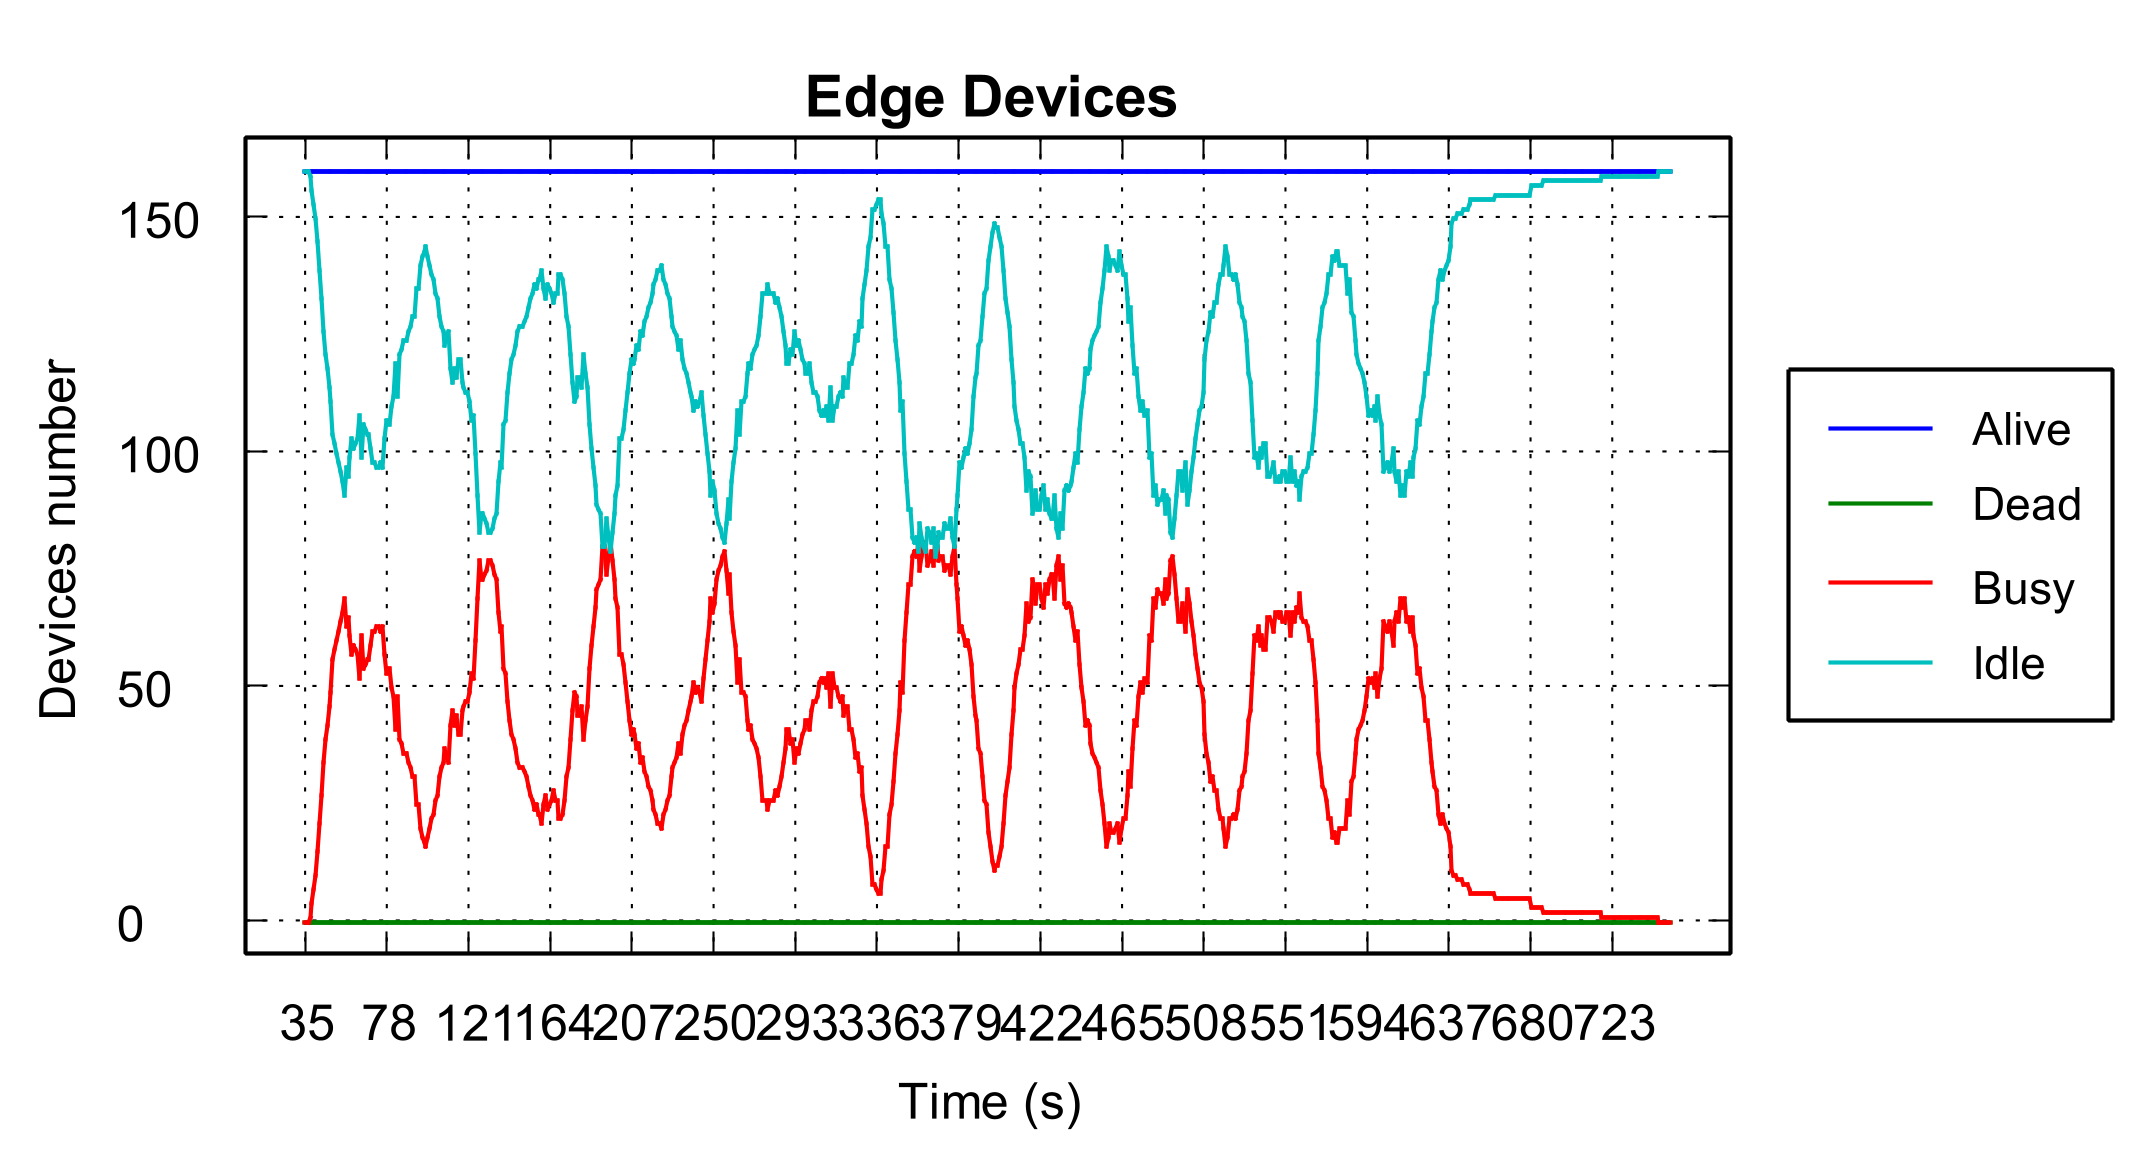 Edge Devices
150
100
50
0
Devices number
35 78 121164207250293336379422465508551594637680723
Time (s)
Alive
Dead
Busy
Idle